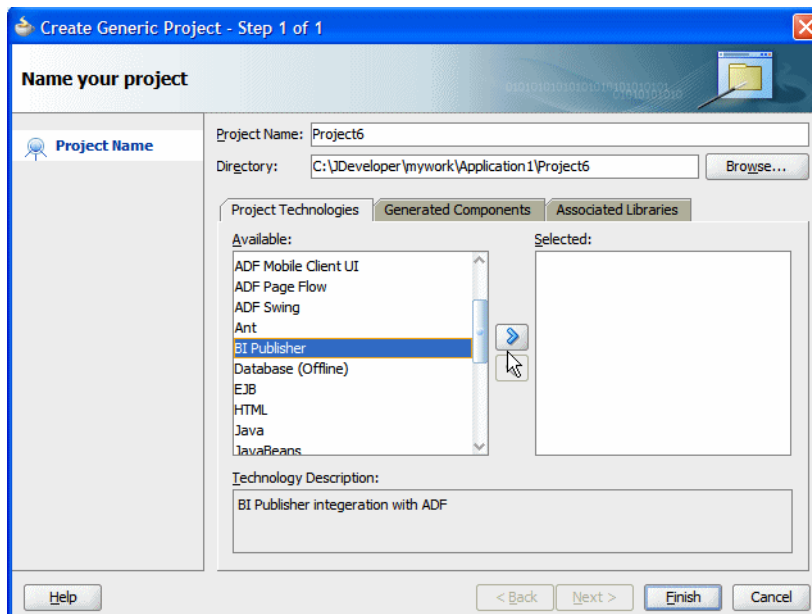 Create Generic Project - Step 1 of 1
Name your project
Project Name
Project Name: Project6
Directory: C:\JDeveloper\mywork\Application1\Project6 Browse...
Project Technologies Generated Components Associated Libraries
Available: Selected:
ADF Mobile Client UI
ADF Page Flow
ADF Swing
Ant
BI Publisher
Database (Offline)
EJB
HTML
Java
JavaBeans
Technology Description:
BI Publisher integeration with ADF
Help < Back Next > Finish Cancel